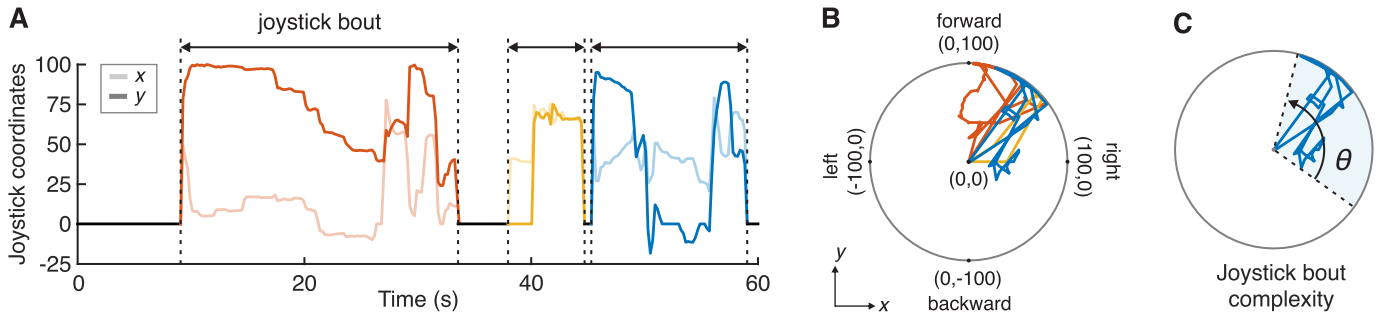 A
joystick bout
Joystick coordinates
100
75
50
25
0
-25
x
y
0
20
40
60
Time (s)
B
forward
(0,100)
left
(-100,0)
right
(100,0)
(0,0)
(0,-100)
backward
y
x
C
θ
Joystick bout
complexity